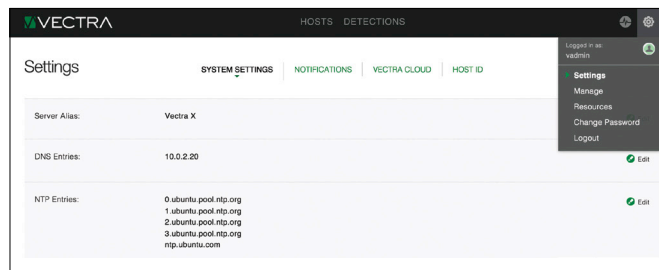 VECTRA
HOSTS DETECTIONS
Logged in as:
vadmin
Settings
Manage
Resources
Change Password
Logout
Settings
SYSTEM SETTINGS
NOTIFICATIONS
VECTRA CLOUD
HOST ID
Server Alias: Vectra X
DNS Entries: 10.0.2.20 Edit
NTP Entries: 0.ubuntu.pool.ntp.org Edit
1.ubuntu.pool.ntp.org
2.ubuntu.pool.ntp.org
3.ubuntu.pool.ntp.org
ntp.ubuntu.com